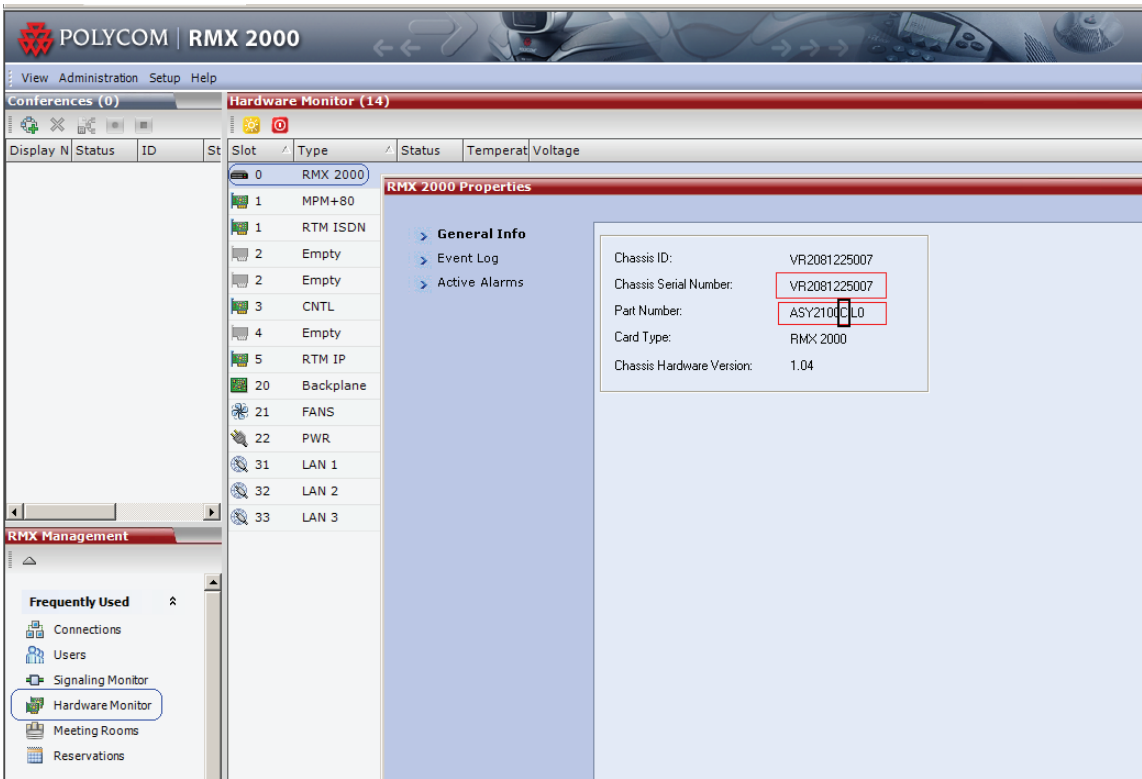 POLYCOM | RMX 2000
View Administration Setup Help
Conferences (0)
Display N Status ID St
Hardware Monitor (14)
Slot Type Status Temperat Voltage
0 RMX 2000
1 MPM+80
1 RTM ISDN
2 Empty
2 Empty
3 CNTL
4 Empty
5 RTM IP
20 Backplane
21 FANS
22 PWR
31 LAN 1
32 LAN 2
33 LAN 3
RMX 2000 Properties
General Info
Event Log
Active Alarms
Chassis ID: VR2081225007
Chassis Serial Number: VR2081225007
Part Number: ASY2100CL0
Card Type: RMX 2000
Chassis Hardware Version: 1.04
RMX Management
Frequently Used
Connections
Users
Signaling Monitor
Hardware Monitor
Meeting Rooms
Reservations